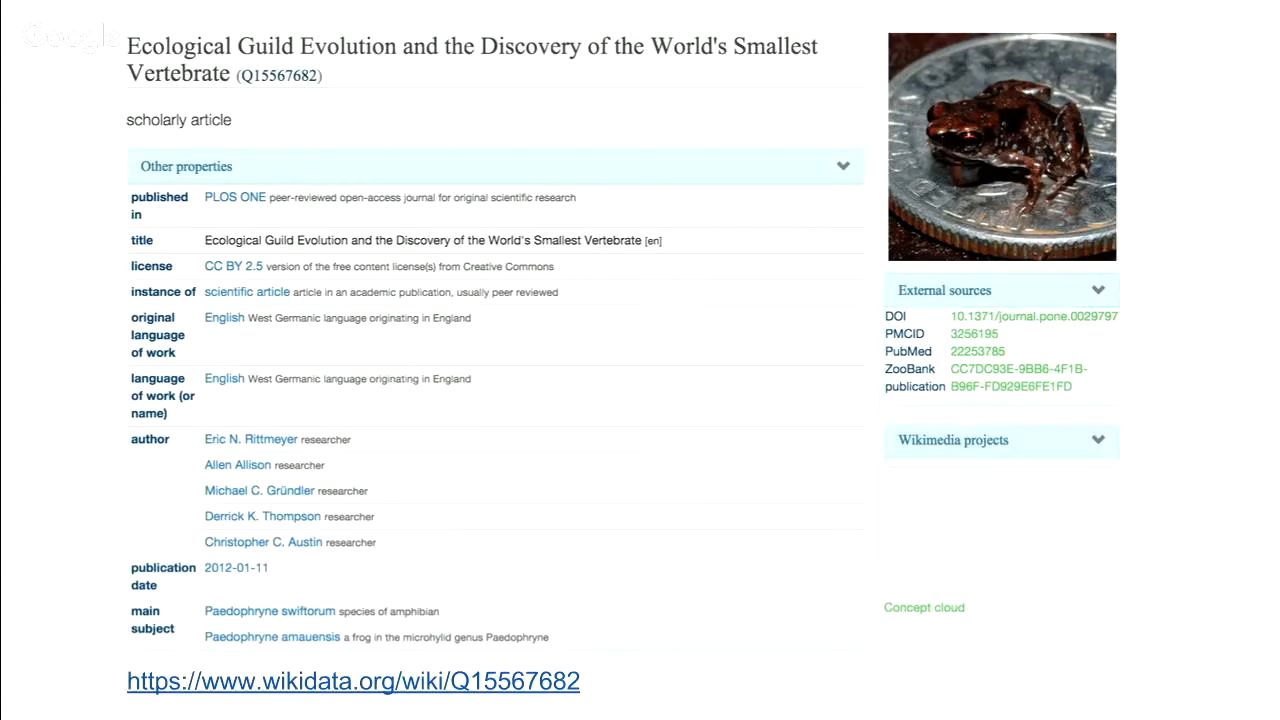 Google
Ecological Guild Evolution and the Discovery of the World's Smallest
Vertebrate (Q15567682)
scholarly article
Other properties
published in PLOS ONE peer-reviewed open-access journal for original scientific research
title Ecological Guild Evolution and the Discovery of the World's Smallest Vertebrate [en]
license CC BY 2.5 version of the free content license(s) from Creative Commons
instance of scientific article article in an academic publication, usually peer reviewed
original language of work English West Germanic language originating in England
language of work (or name) English West Germanic language originating in England
author Eric N. Rittmeyer researcher
Allen Allison researcher
Michael C. Gründler researcher
Derrick K. Thompson researcher
Christopher C. Austin researcher
publication date 2012-01-11
main subject Paedophryne swiftorum species of amphibian
Paedophryne amauensis a frog in the microhylid genus Paedophryne
https://www.wikidata.org/wiki/Q15567682
External sources
DOI 10.1371/journal.pone.0029797
PMCID 3256195
PubMed 22253785
ZooBank publication CC7DC93E-9BB6-4F1B-
B96F-FD929E6FE1FD
Wikimedia projects
Concept cloud